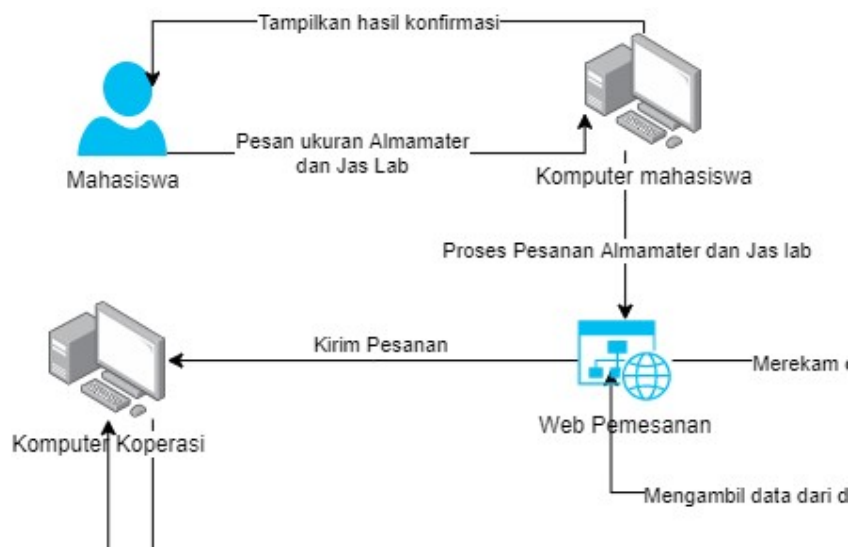 Tampilkan hasil konfirmasi
Pesan ukuran Almamater
dan Jas Lab
Mahasiswa
Komputer mahasiswa
Proses Pesanan Almamater dan Jas lab
Kirim Pesanan
Merekam
Web Pemesanan
Komputer Koperasi
Mengambil data dari